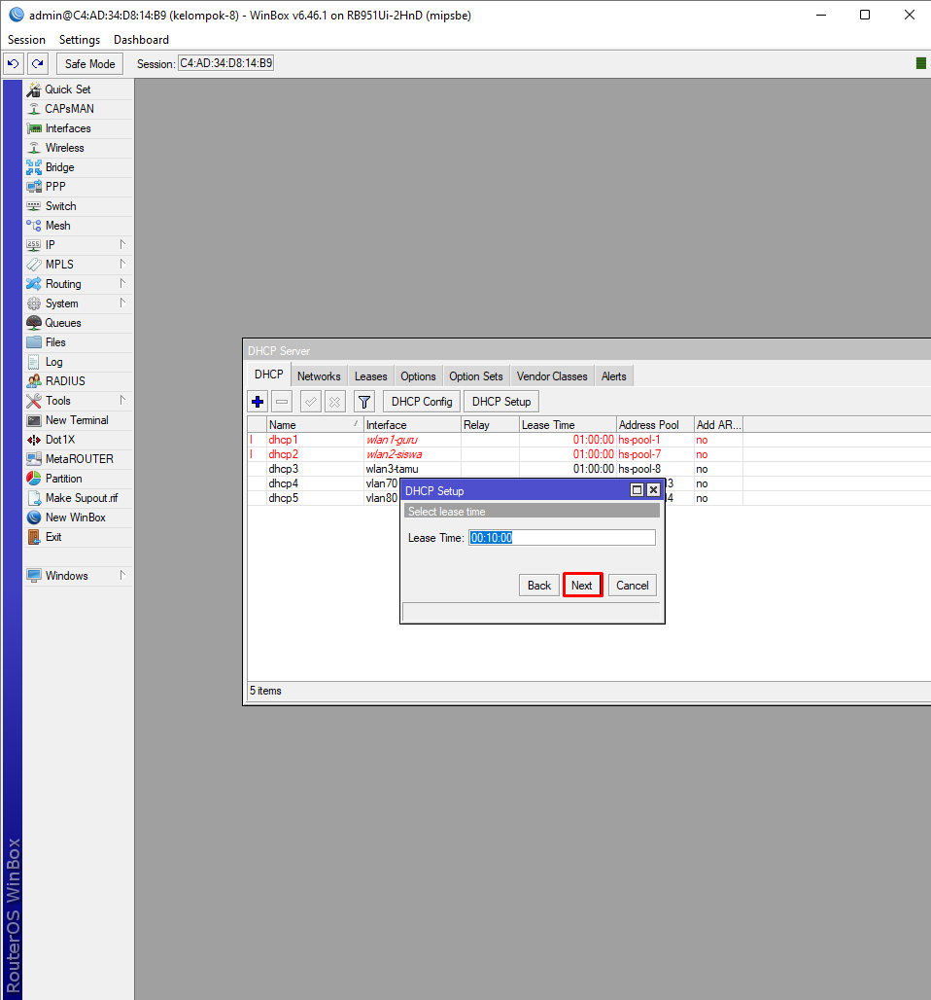 admin@C4:AD:34:D8:14:B9 (kelompok-8) - WinBox v6.46.1 on RB951Ui-2HnD (mipsbe)
Session Settings Dashboard
Safe Mode Session: C4:AD:34:D8:14:B9
Quick Set
CAPsMAN
Interfaces
Wireless
Bridge
PPP
Switch
Mesh
IP
MPLS
Routing
System
Queues
Files
Log
RADIUS
Tools
New Terminal
Dot1X
MetaROUTER
Partition
Make Supout.rif
New WinBox
Exit
Windows
RouterOS WinBox
DHCP Server
DHCP Networks Leases Options Option Sets Vendor Classes Alerts
DHCP Config DHCP Setup
Name Interface Relay Lease Time Address Pool Add AR...
I dhcp1 wlan1-guru 01:00:00 hs-pool-1 no
I dhcp2 wlan2-siswa 01:00:00 hs-pool-7 no
dhcp3 wlan3-tamu 01:00:00 hs-pool-8 no
dhcp4 vlan70 3 no
dhcp5 vlan80 4 no
DHCP Setup
Select lease time
Lease Time: 00:10:00
Back Next Cancel
5 items